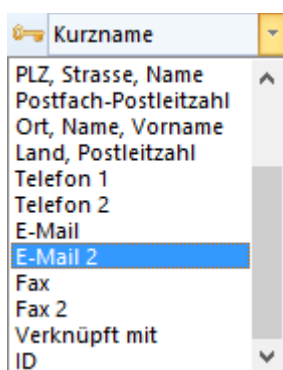 Kurzname
PLZ, Strasse, Name
Postfach-Postleitzahl
Ort, Name, Vorname
Land, Postleitzahl
Telefon 1
Telefon 2
E-Mail
E-Mail 2
Fax
Fax 2
Verknüpft mit
ID